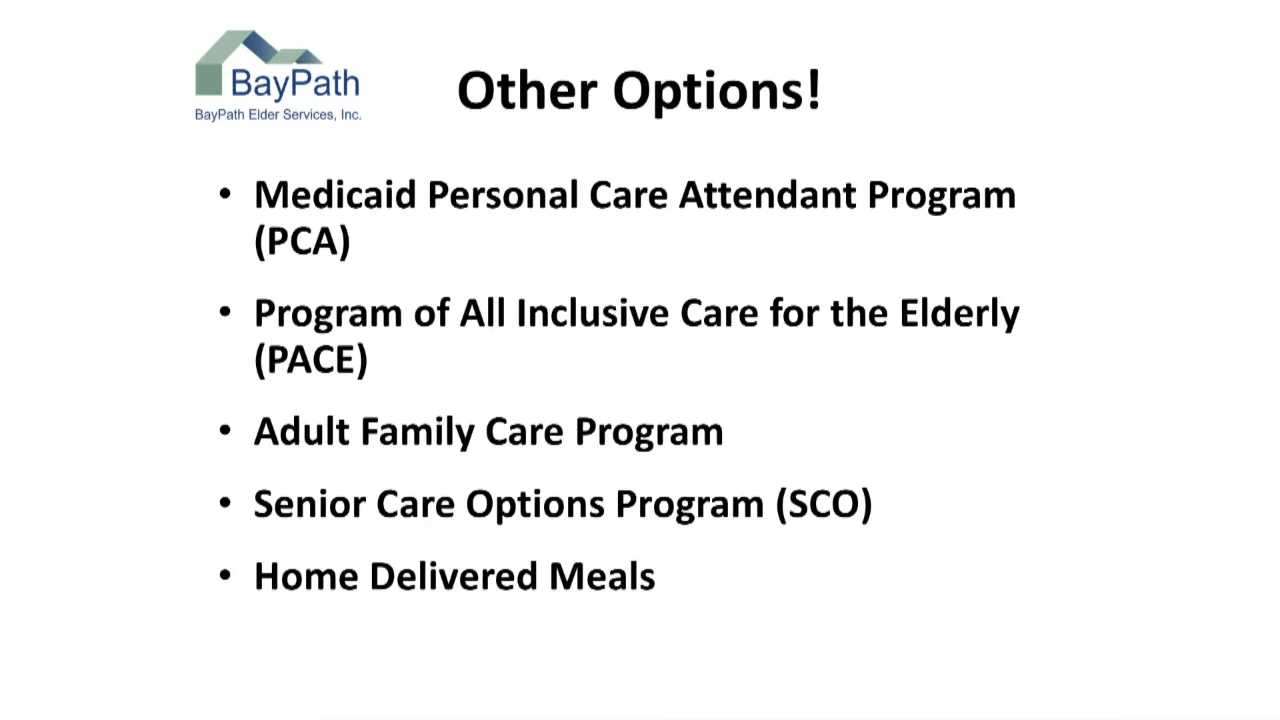 BayPath
BayPath Elder Services, Inc.
Other Options!
• Medicaid Personal Care Attendant Program
(PCA)
• Program of All Inclusive Care for the Elderly
(PACE)
• Adult Family Care Program
• Senior Care Options Program (SCO)
• Home Delivered Meals